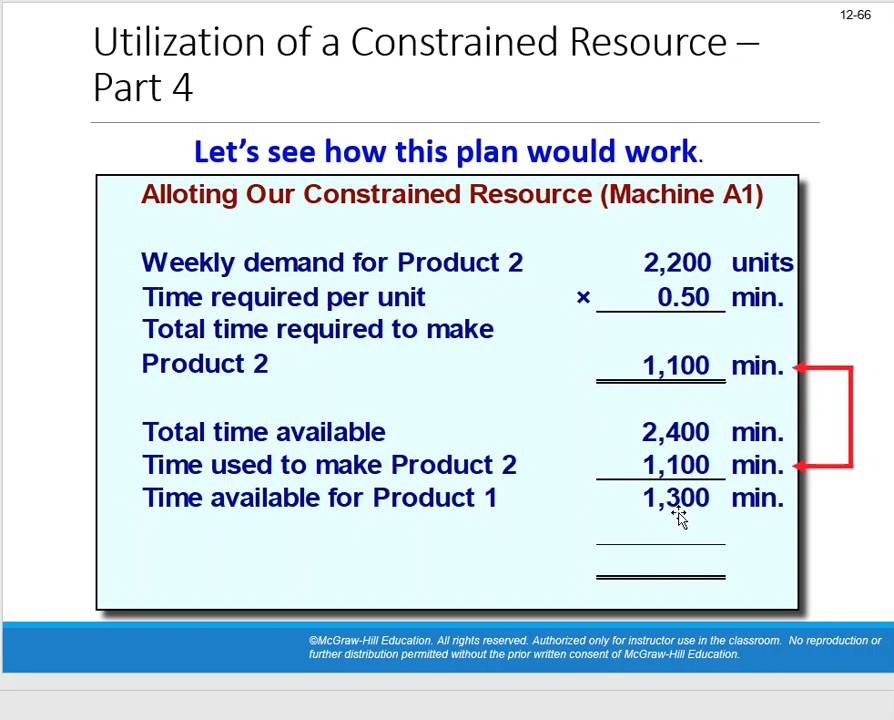 12-66
Utilization of a Constrained Resource –
Part 4
Let’s see how this plan would work.
Alloting Our Constrained Resource (Machine A1)
Weekly demand for Product 2 2,200 units
Time required per unit × 0.50 min.
Total time required to make
Product 2 1,100 min.
Total time available 2,400 min.
Time used to make Product 2 1,100 min.
Time available for Product 1 1,300 min.
©McGraw-Hill Education. All rights reserved. Authorized only for instructor use in the classroom. No reproduction or
further distribution permitted without the prior written consent of McGraw-Hill Education.